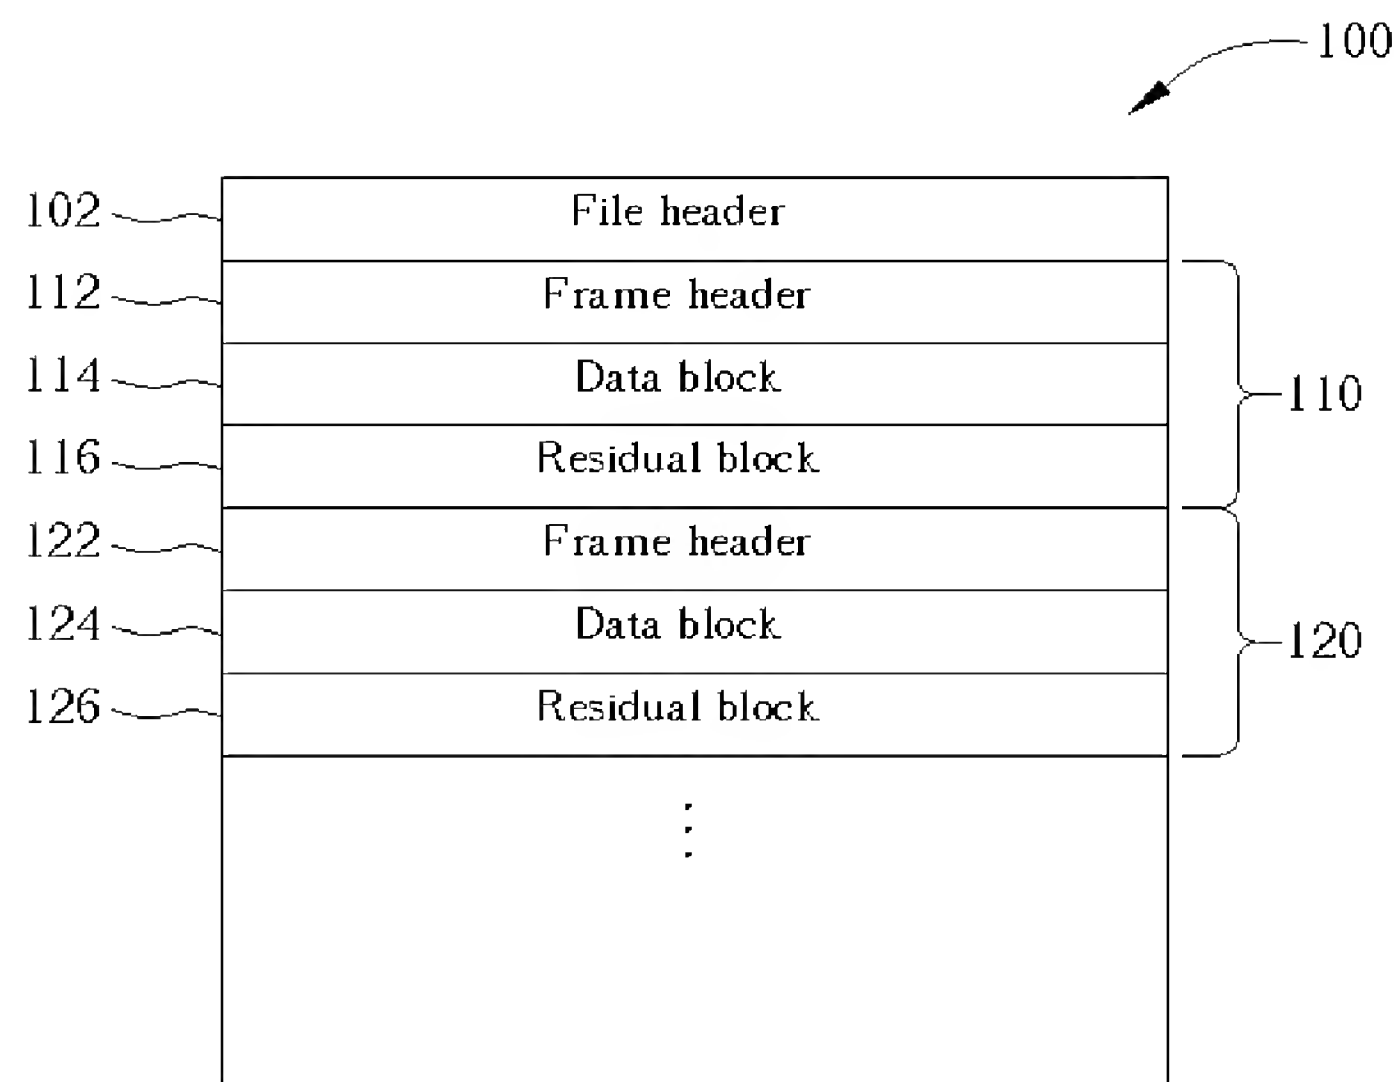 100
102 File header
112 Frame header
114 Data block
110
116 Residual block
122 Frame header
124 Data block
120
126 Residual block